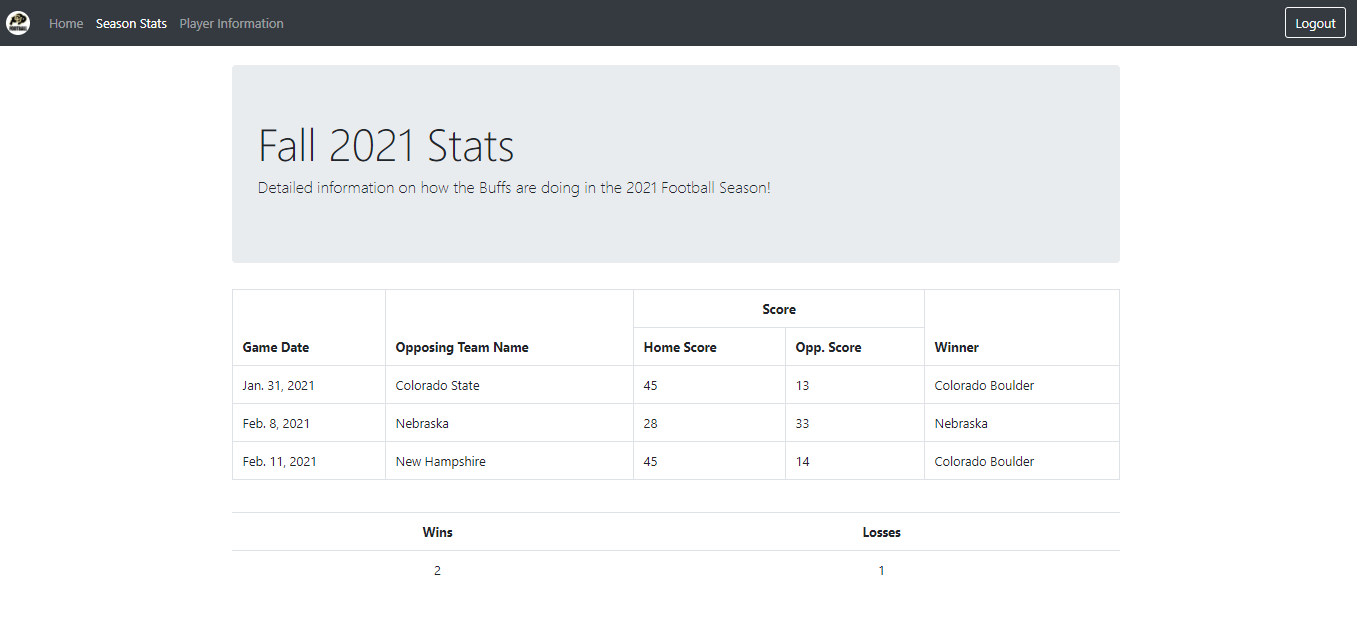 Home Season Stats Player Information Logout
Fall 2021 Stats
Detailed information on how the Buffs are doing in the 2021 Football Season!
Score
Game Date Opposing Team Name Home Score Opp. Score Winner
Jan. 31, 2021 Colorado State 45 13 Colorado Boulder
Feb. 8, 2021 Nebraska 28 33 Nebraska
Feb. 11, 2021 New Hampshire 45 14 Colorado Boulder
Wins Losses
2 1